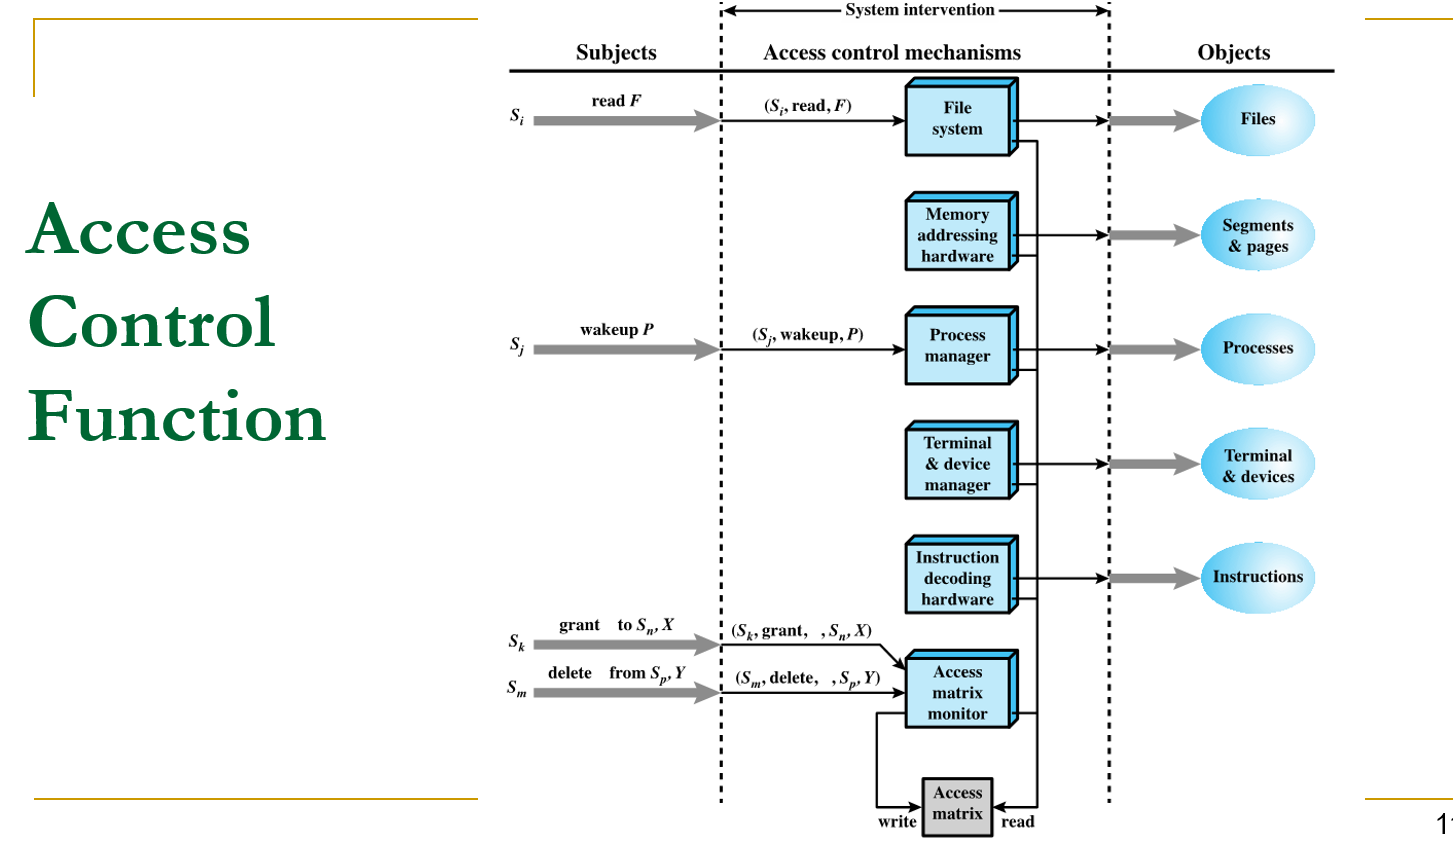 Access
Control
Function
System intervention
Subjects
Access control mechanisms
Objects
S_i
read F
(S_i, read, F)
File
system
Files
Memory
addressing
hardware
Segments
& pages
S_j
wakeup P
(S_j, wakeup, P)
Process
manager
Processes
Terminal
& device
manager
Terminal
& devices
Instruction
decoding
hardware
Instructions
S_k
grant to S_n, X
(S_k, grant, , S_n, X)
S_m
delete from S_p, Y
(S_m, delete, , S_p, Y)
Access
matrix
monitor
Access
matrix
write
read